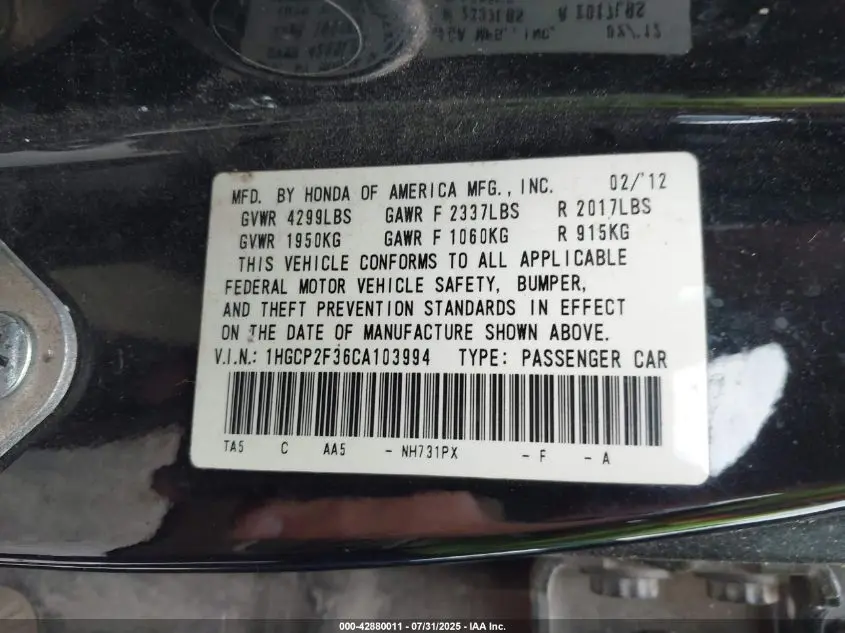 MFD. BY HONDA OF AMERICA MFG., INC. 02/'12
GVWR 4299LBS GAWR F 2337LBS R 2017LBS
GVWR 1950KG GAWR F 1060KG R 915KG
THIS VEHICLE CONFORMS TO ALL APPLICABLE
FEDERAL MOTOR VEHICLE SAFETY, BUMPER,
AND THEFT PREVENTION STANDARDS IN EFFECT
ON THE DATE OF MANUFACTURE SHOWN ABOVE.
V.I.N.: 1HGCP2F36CA103994 TYPE: PASSENGER CAR
TA5 C AA5 - NH731PX - F - A
000-42880011 - 07/31/2025 - IAA Inc.